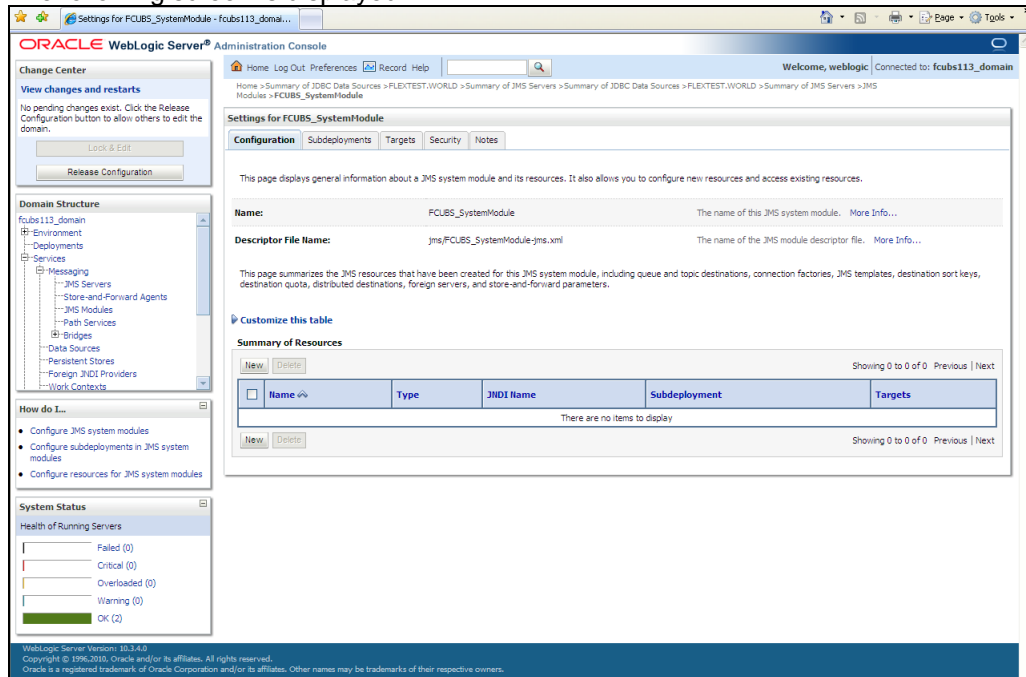 Settings for FCUBS_SystemModule - fcubs113_domai...
Page
Tools
ORACLE WebLogic Server® Administration Console
Change Center
View changes and restarts
No pending changes exist. Click the Release
Configuration button to allow others to edit the
domain.
Lock & Edit
Release Configuration
Domain Structure
fcubs113_domain
Environment
Deployments
Services
Messaging
JMS Servers
Store-and-Forward Agents
JMS Modules
Path Services
Bridges
Data Sources
Persistent Stores
Foreign JNDI Providers
Work Contexts
How do I...
Configure JMS system modules
Configure subdeployments in JMS system
modules
Configure resources for JMS system modules
System Status
Health of Running Servers
Failed (0)
Critical (0)
Overloaded (0)
Warning (0)
OK (2)
Home Log Out Preferences Record Help
Welcome, weblogic Connected to: fcubs113_domain
Home >Summary of JDBC Data Sources >FLEXTEST.WORLD >Summary of JMS Servers >Summary of JDBC Data Sources >FLEXTEST.WORLD >Summary of JMS Servers >JMS
Modules >FCUBS_SystemModule
Settings for FCUBS_SystemModule
Configuration Subdeployments Targets Security Notes
This page displays general information about a JMS system module and its resources. It also allows you to configure new resources and access existing resources.
Name: FCUBS_SystemModule The name of this JMS system module. More Info...
Descriptor File Name: jms/FCUBS_SystemModule-jms.xml The name of the JMS module descriptor file. More Info...
This page summarizes the JMS resources that have been created for this JMS system module, including queue and topic destinations, connection factories, JMS templates, destination sort keys,
destination quota, distributed destinations, foreign servers, and store-and-forward parameters.
Customize this table
Summary of Resources
New Delete Showing 0 to 0 of 0 Previous | Next
Name Type JNDI Name Subdeployment Targets
There are no items to display
New Delete Showing 0 to 0 of 0 Previous | Next
WebLogic Server Version: 10.3.4.0
Copyright © 1996,2010, Oracle and/or its affiliates. All rights reserved.
Oracle is a registered trademark of Oracle Corporation and/or its affiliates. Other names may be trademarks of their respective owners.